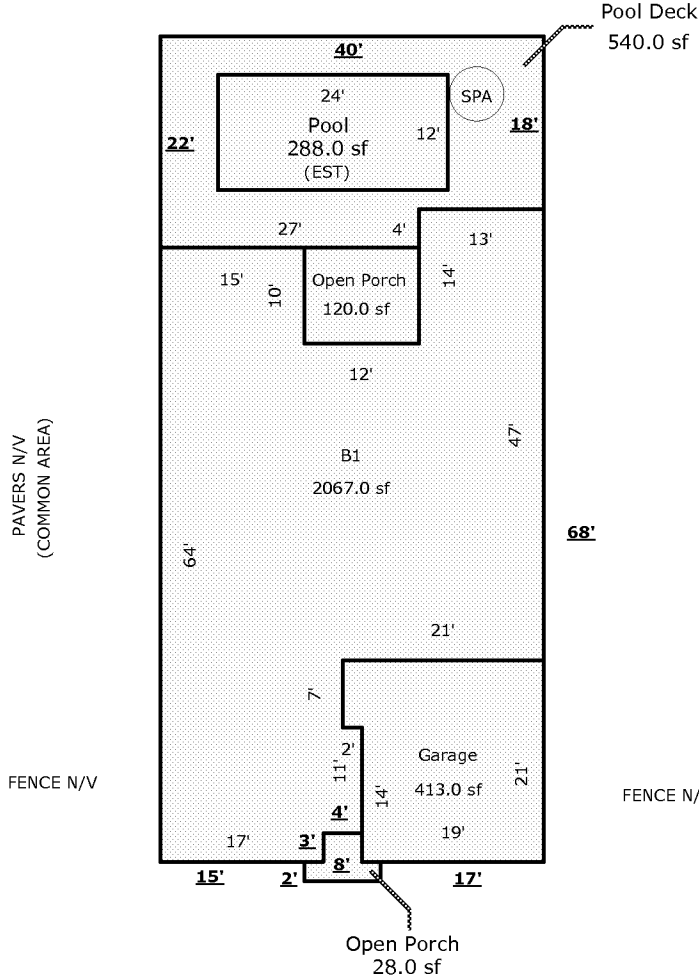 Pool Deck
540.0 sf
40'
24'
SPA
Pool
12'
18'
22'
288.0 sf
(EST)
27'
4'
13'
15'
10'
Open Porch
14'
120.0 sf
12'
47'
B1
2067.0 sf
PAVERS N/V
(COMMON AREA)
68'
64'
21'
7'
2'
Garage
11'
14'
413.0 sf
21'
FENCE N/V
FENCE N/
4'
19'
17'
3'
8'
15'
2'
17'
Open Porch
28.0 sf